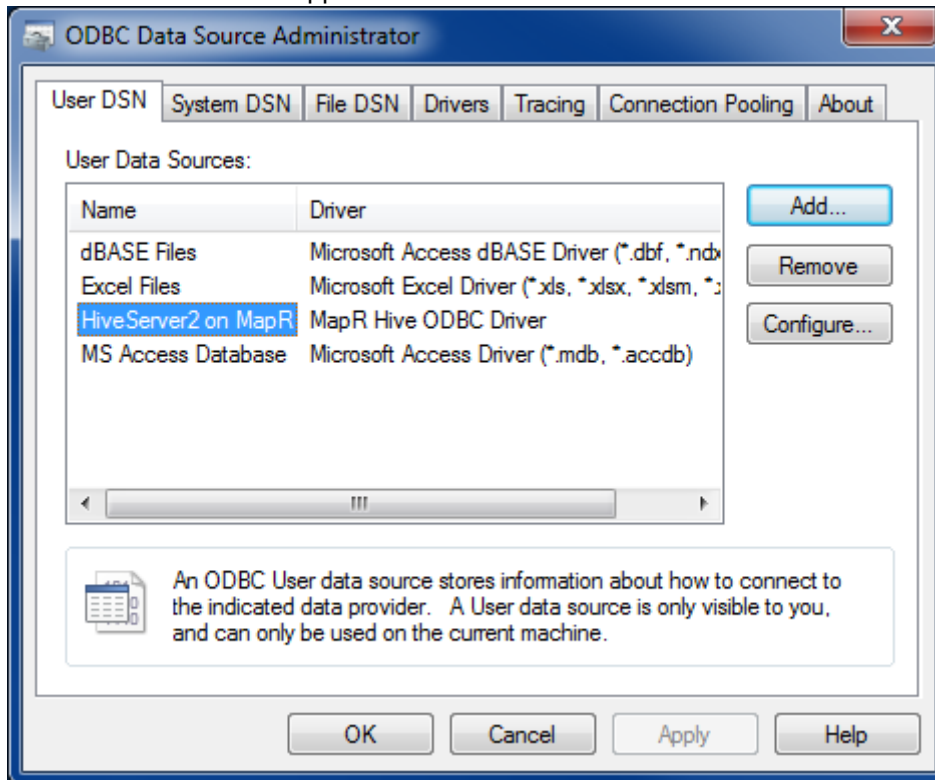 ODBC Data Source Administrator
User DSN System DSN File DSN Drivers Tracing Connection Pooling About
User Data Sources:
Name Driver
dBASE Files Microsoft Access dBASE Driver (*.dbf, *.ndx
Excel Files Microsoft Excel Driver (*.xls, *.xlsx, *.xlsm, *.
HiveServer2 on MapR MapR Hive ODBC Driver
MS Access Database Microsoft Access Driver (*.mdb, *.accdb)
Add...
Remove
Configure...
An ODBC User data source stores information about how to connect to
the indicated data provider. A User data source is only visible to you,
and can only be used on the current machine.
OK Cancel Apply Help